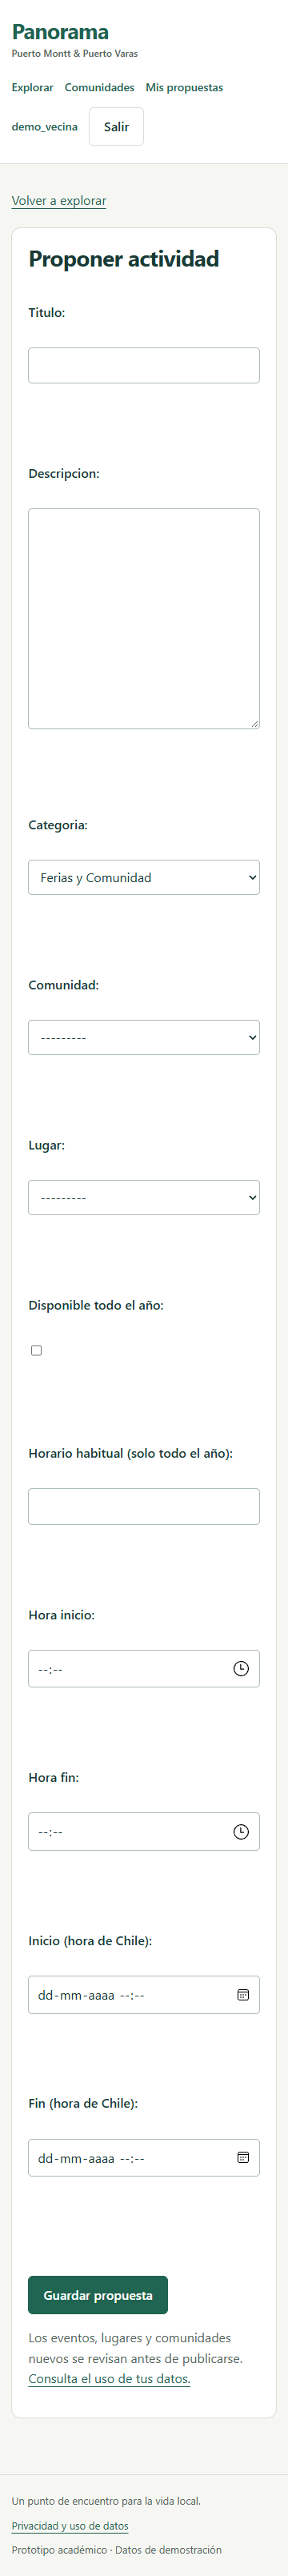 Panorama
Puerto Montt & Puerto Varas
Explorar Comunidades Mis propuestas
demo_vecina Salir
Volver a explorar
Proponer actividad
Titulo:
Descripcion:
Categoria:
Ferias y Comunidad
Comunidad:
---------
Lugar:
---------
Disponible todo el año:
Horario habitual (solo todo el año):
Hora inicio:
--:--
Hora fin:
--:--
Inicio (hora de Chile):
dd-mm-aaaa --:--
Fin (hora de Chile):
dd-mm-aaaa --:--
Guardar propuesta
Los eventos, lugares y comunidades
nuevos se revisan antes de publicarse.
Consulta el uso de tus datos.
Un punto de encuentro para la vida local.
Privacidad y uso de datos
Prototipo académico · Datos de demostración